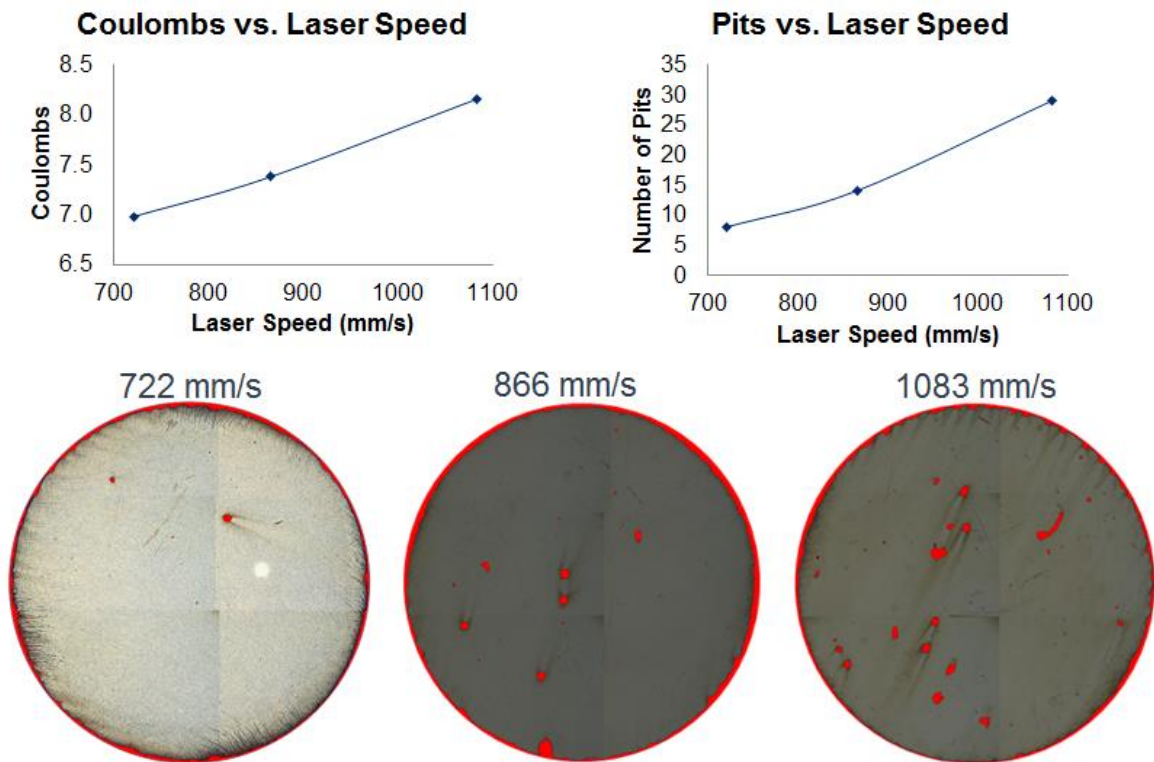 Coulombs vs. Laser Speed
8.5
8.0
7.5
7.0
6.5
Coulombs
700 800 900 1000 1100
Laser Speed (mm/s)
Pits vs. Laser Speed
35
30
25
20
15
10
5
0
Number of Pits
700 800 900 1000 1100
Laser Speed (mm/s)
722 mm/s
866 mm/s
1083 mm/s